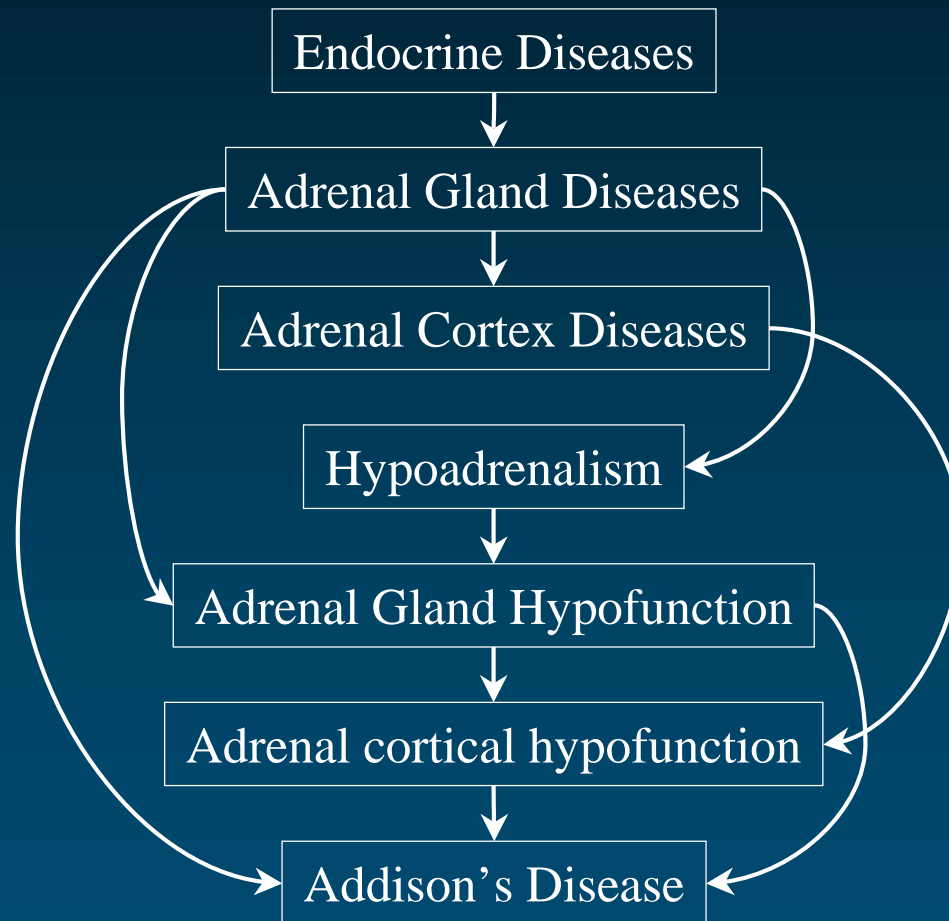 Endocrine Diseases
Adrenal Gland Diseases
Adrenal Cortex Diseases
Hypoadrenalism
Adrenal Gland Hypofunction
Adrenal cortical hypofunction
Addison’s Disease